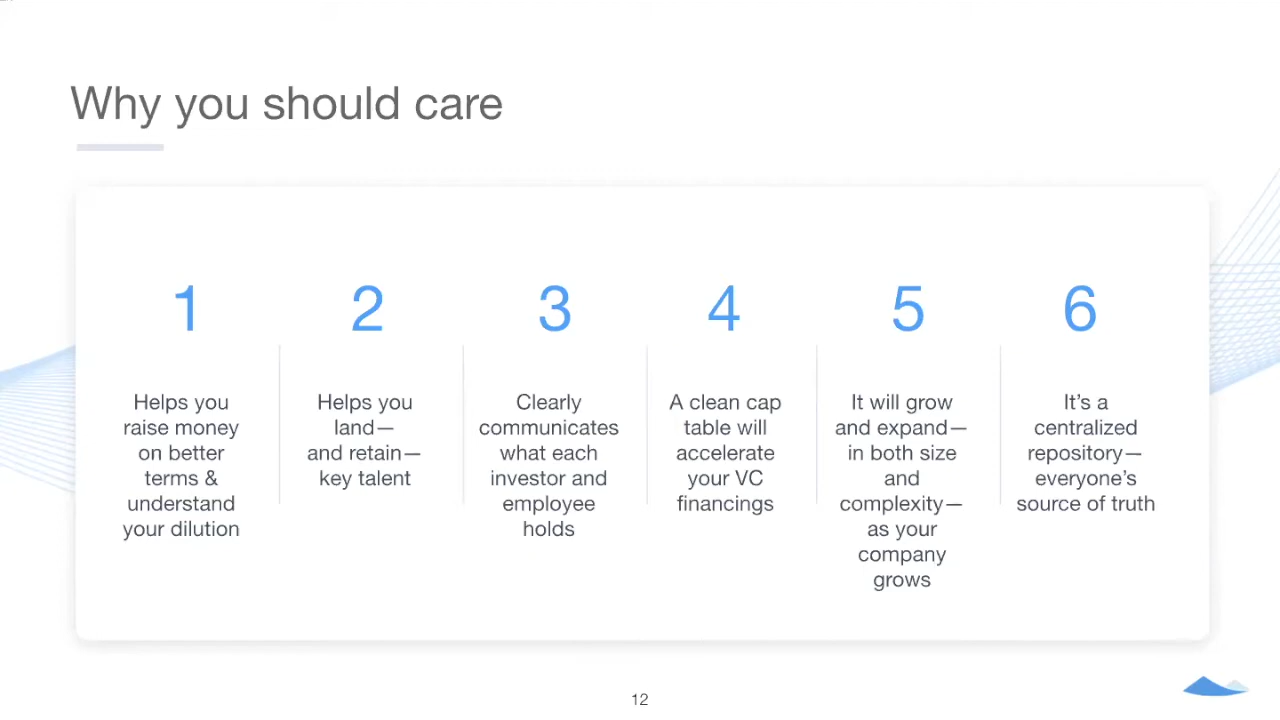 Why you should care
1
Helps you
raise money
on better
terms &
understand
your dilution
2
Helps you
land—
and retain—
key talent
3
Clearly
communicates
what each
investor and
employee
holds
4
A clean cap
table will
accelerate
your VC
financings
5
It will grow
and expand—
in both size
and
complexity—
as your
company
grows
6
It’s a
centralized
repository—
everyone’s
source of truth
12